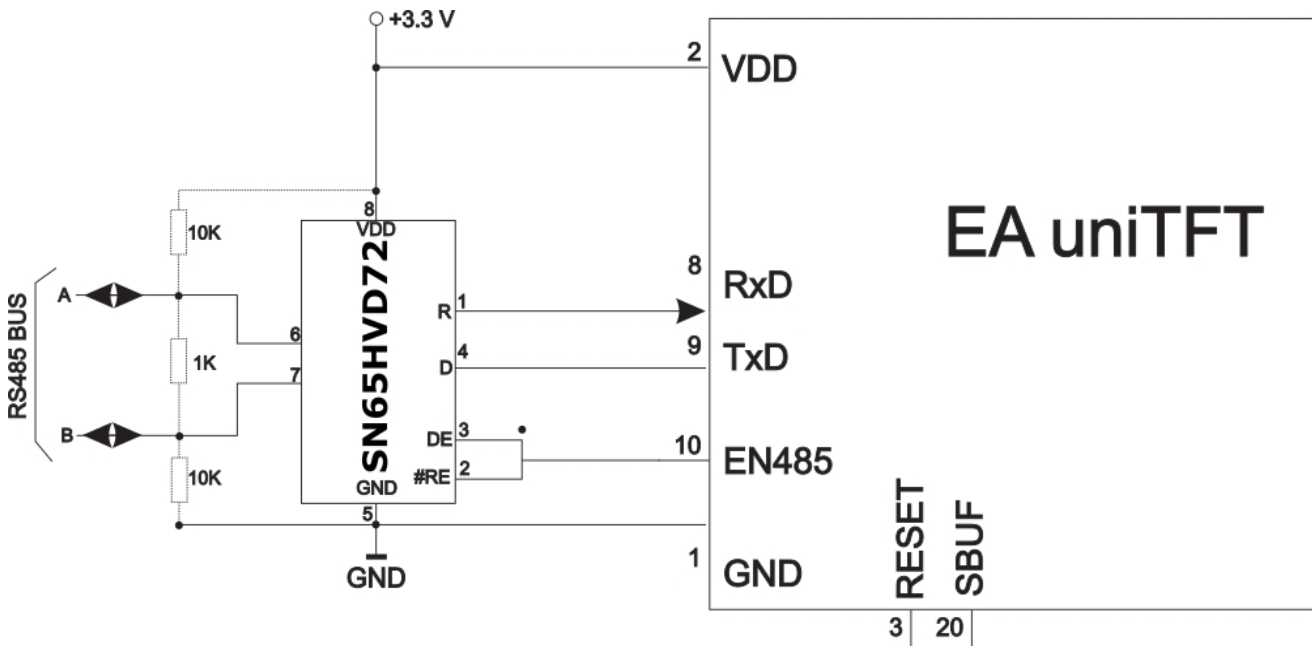 +3.3 V
2
VDD
8
VDD
10K
EA uniTFT
8
RxD
RS485 BUS
A
R
1
6
SN65HVD72
1K
7
D
4
9
TxD
B
DE
3
10
EN485
#RE
2
10K
GND
5
GND
1
GND
RESET
SBUF
3
20